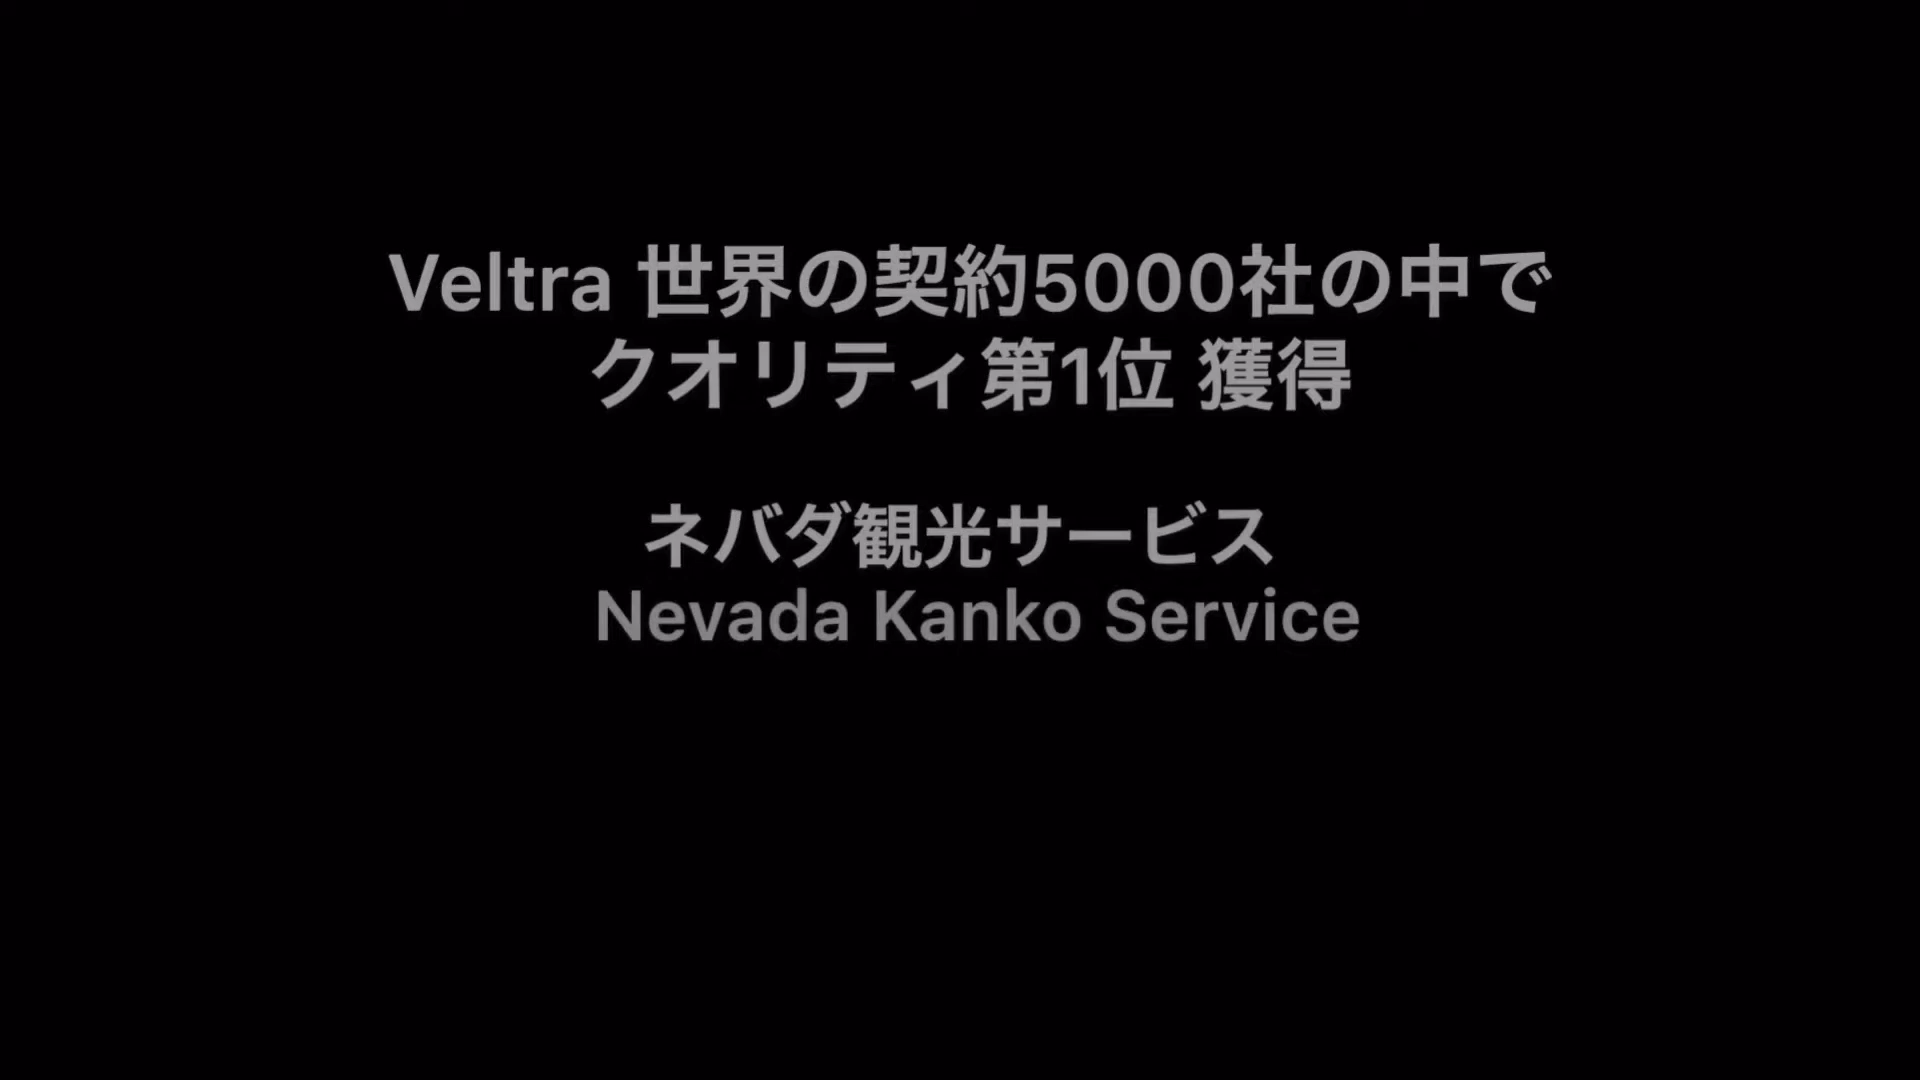 Veltra 世界の契約5000社の中で
クオリティ第1位 獲得
ネバダ観光サービス
Nevada Kanko Service